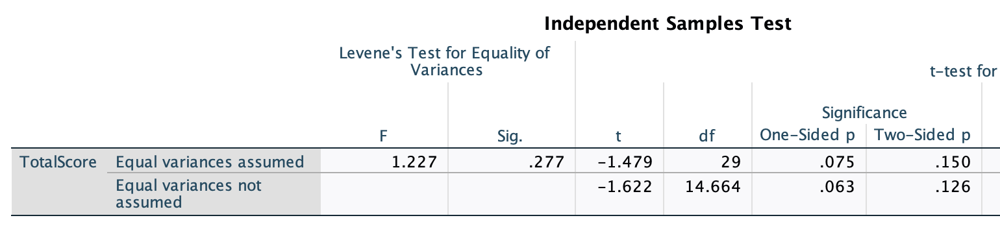 Independent Samples Test
Levene's Test for Equality of
Variances
t-test for
Significance
F Sig. t df One-Sided p Two-Sided p
TotalScore Equal variances assumed 1.227 .277 -1.479 29 .075 .150
Equal variances not -1.622 14.664 .063 .126
assumed